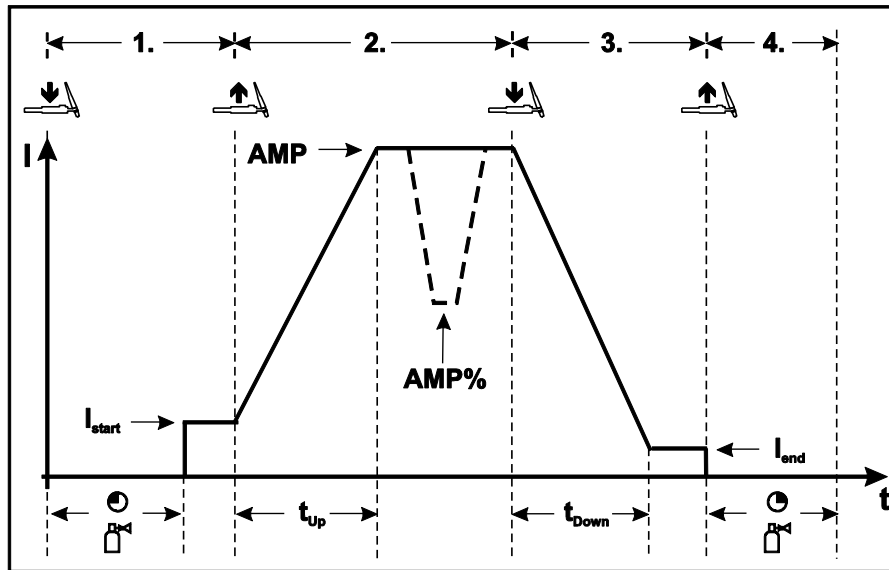 1. 2. 3. 4.
I
AMP
AMP%
Istart
Iend
t
tUp
tDown